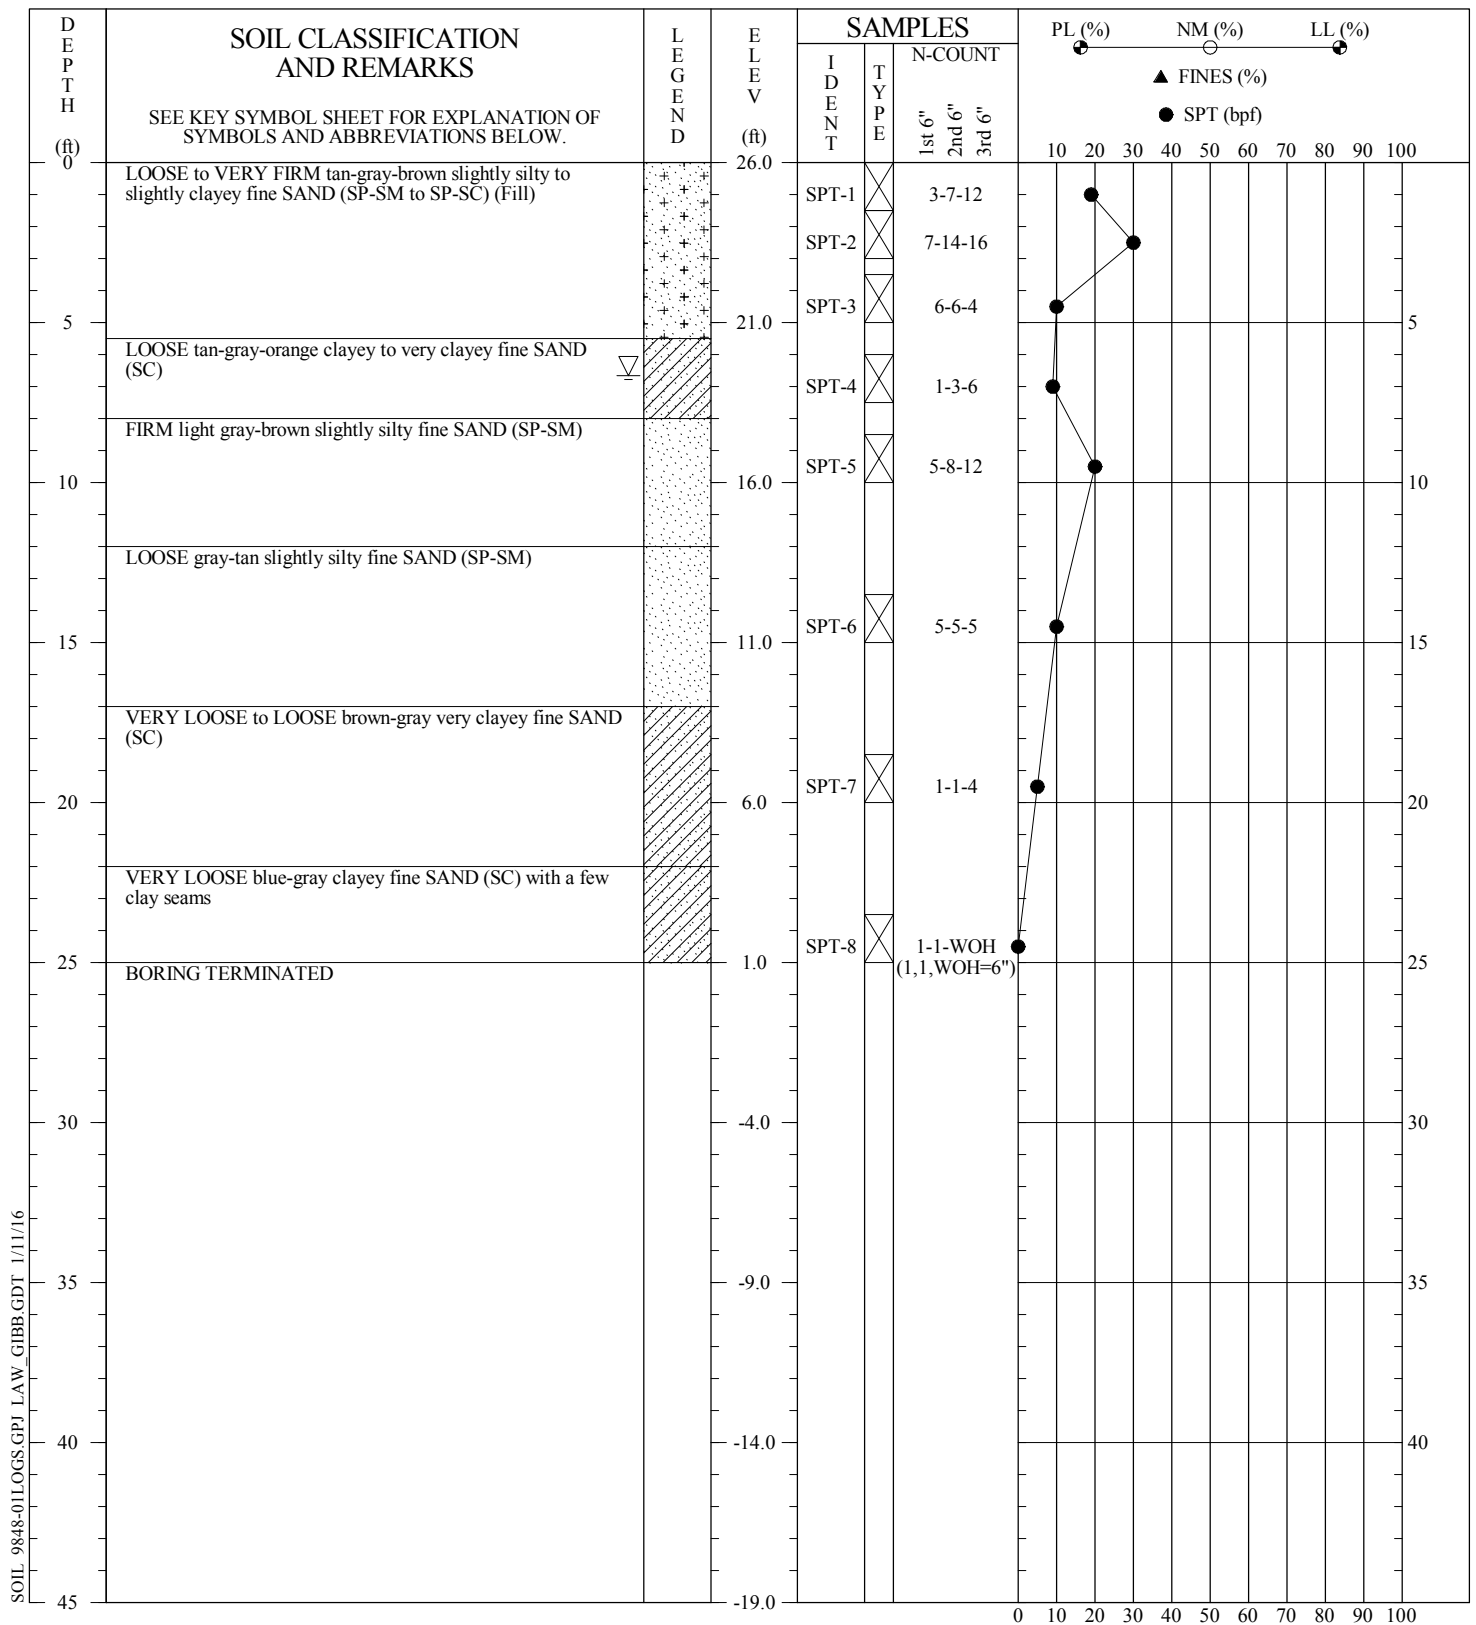 DEPTH
(ft)
SOIL CLASSIFICATION
AND REMARKS
SEE KEY SYMBOL SHEET FOR EXPLANATION OF
SYMBOLS AND ABBREVIATIONS BELOW.
LEGEND
ELEV
(ft)
SAMPLES
IDENT
TYPE
N-COUNT
1st 6"
2nd 6"
3rd 6"
PL (%)
NM (%)
LL (%)
FINES (%)
SPT (bpf)
10 20 30 40 50 60 70 80 90 100
0
26.0
LOOSE to VERY FIRM tan-gray-brown slightly silty to
slightly clayey fine SAND (SP-SM to SP-SC) (Fill)
SPT-1 3-7-12
SPT-2 7-14-16
SPT-3 6-6-4
5 21.0 5
LOOSE tan-gray-orange clayey to very clayey fine SAND
(SC)
SPT-4 1-3-6
FIRM light gray-brown slightly silty fine SAND (SP-SM)
SPT-5 5-8-12
10 16.0 10
LOOSE gray-tan slightly silty fine SAND (SP-SM)
SPT-6 5-5-5
15 11.0 15
VERY LOOSE to LOOSE brown-gray very clayey fine SAND
(SC)
SPT-7 1-1-4
20 6.0 20
VERY LOOSE blue-gray clayey fine SAND (SC) with a few
clay seams
SPT-8 1-1-WOH
(1,1,WOH=6")
25 1.0 25
BORING TERMINATED
30 -4.0 30
35 -9.0 35
40 -14.0 40
45 -19.0
0 10 20 30 40 50 60 70 80 90 100
SOIL 9848-01LOGS.GPJ LAW_GIBB.GDT 1/11/16